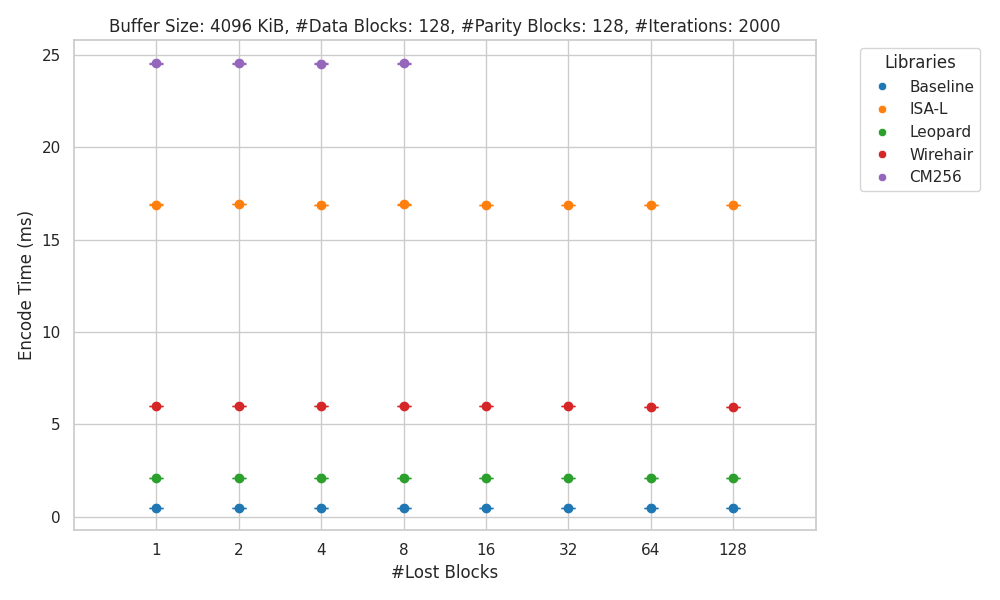 Buffer Size: 4096 KiB, #Data Blocks: 128, #Parity Blocks: 128, #Iterations: 2000
Encode Time (ms)
25
20
15
10
5
0
1 2 4 8 16 32 64 128
#Lost Blocks
Libraries
Baseline
ISA-L
Leopard
Wirehair
CM256